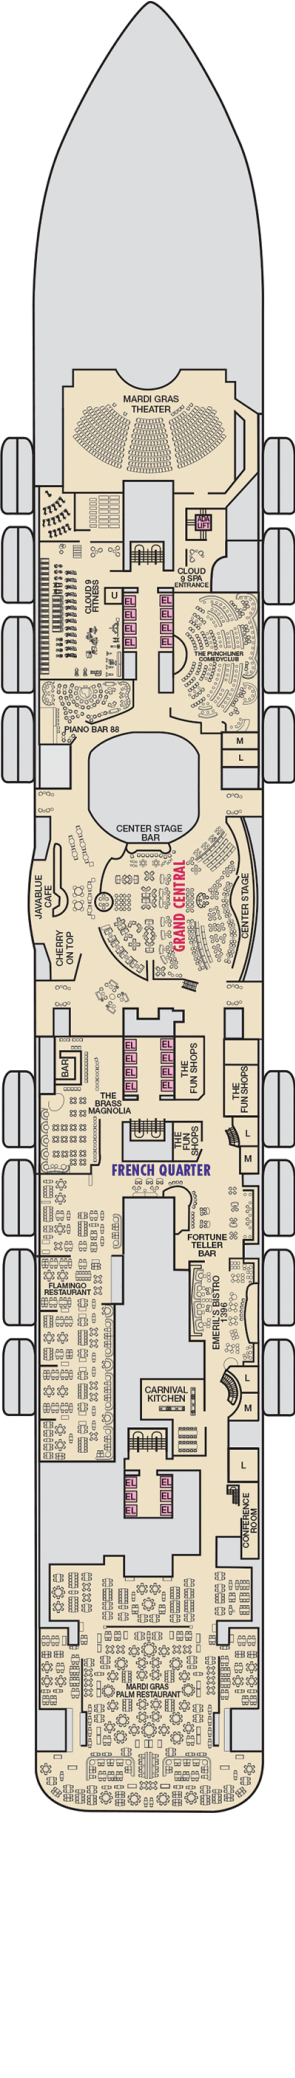 MARDI GRAS
THEATER
ADA
LIFT
CLOUD
9 SPA
ENTRANCE
CLOUD 9
FITNESS
U
EL
EL
EL
EL
EL
EL
EL
EL
THE PUNCHLINER
COMEDY CLUB
PIANO BAR 88
M
L
CENTER STAGE
BAR
JAVABLUE
CAFE
CHERRY
ON TOP
GRAND CENTRAL
CENTER STAGE
BAR
EL
EL
EL
EL
EL
EL
EL
EL
THE
FUN SHOPS
THE
FUN SHOPS
THE
BRASS
MAGNOLIA
THE
FUN
SHOPS
L
M
FRENCH QUARTER
FORTUNE
TELLER
BAR
FLAMINGO
RESTAURANT
EMERIL'S BISTRO
1396
L
M
CARNIVAL
KITCHEN
L
EL
EL
EL
EL
EL
EL
CONFERENCE
ROOM
MARDI GRAS
PALM RESTAURANT